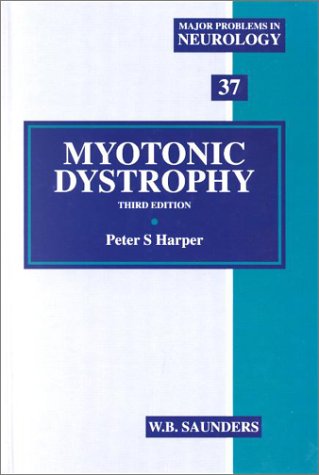 MAJOR PROBLEMS IN
NEUROLOGY
37
MYOTONIC
DYSTROPHY
THIRD EDITION
Peter S Harper
W.B. SAUNDERS